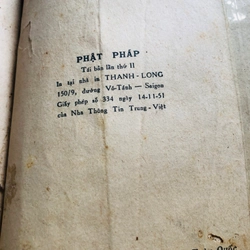 PHẬT PHÁP
Tái bản lần thứ II
In tại nhà in THANH-LONG
150/9, đường Võ-Tánh — Saigon
Giấy phép số 334 ngày 14-11-51
của Nha Thông Tin Trung-Việt
Quốc